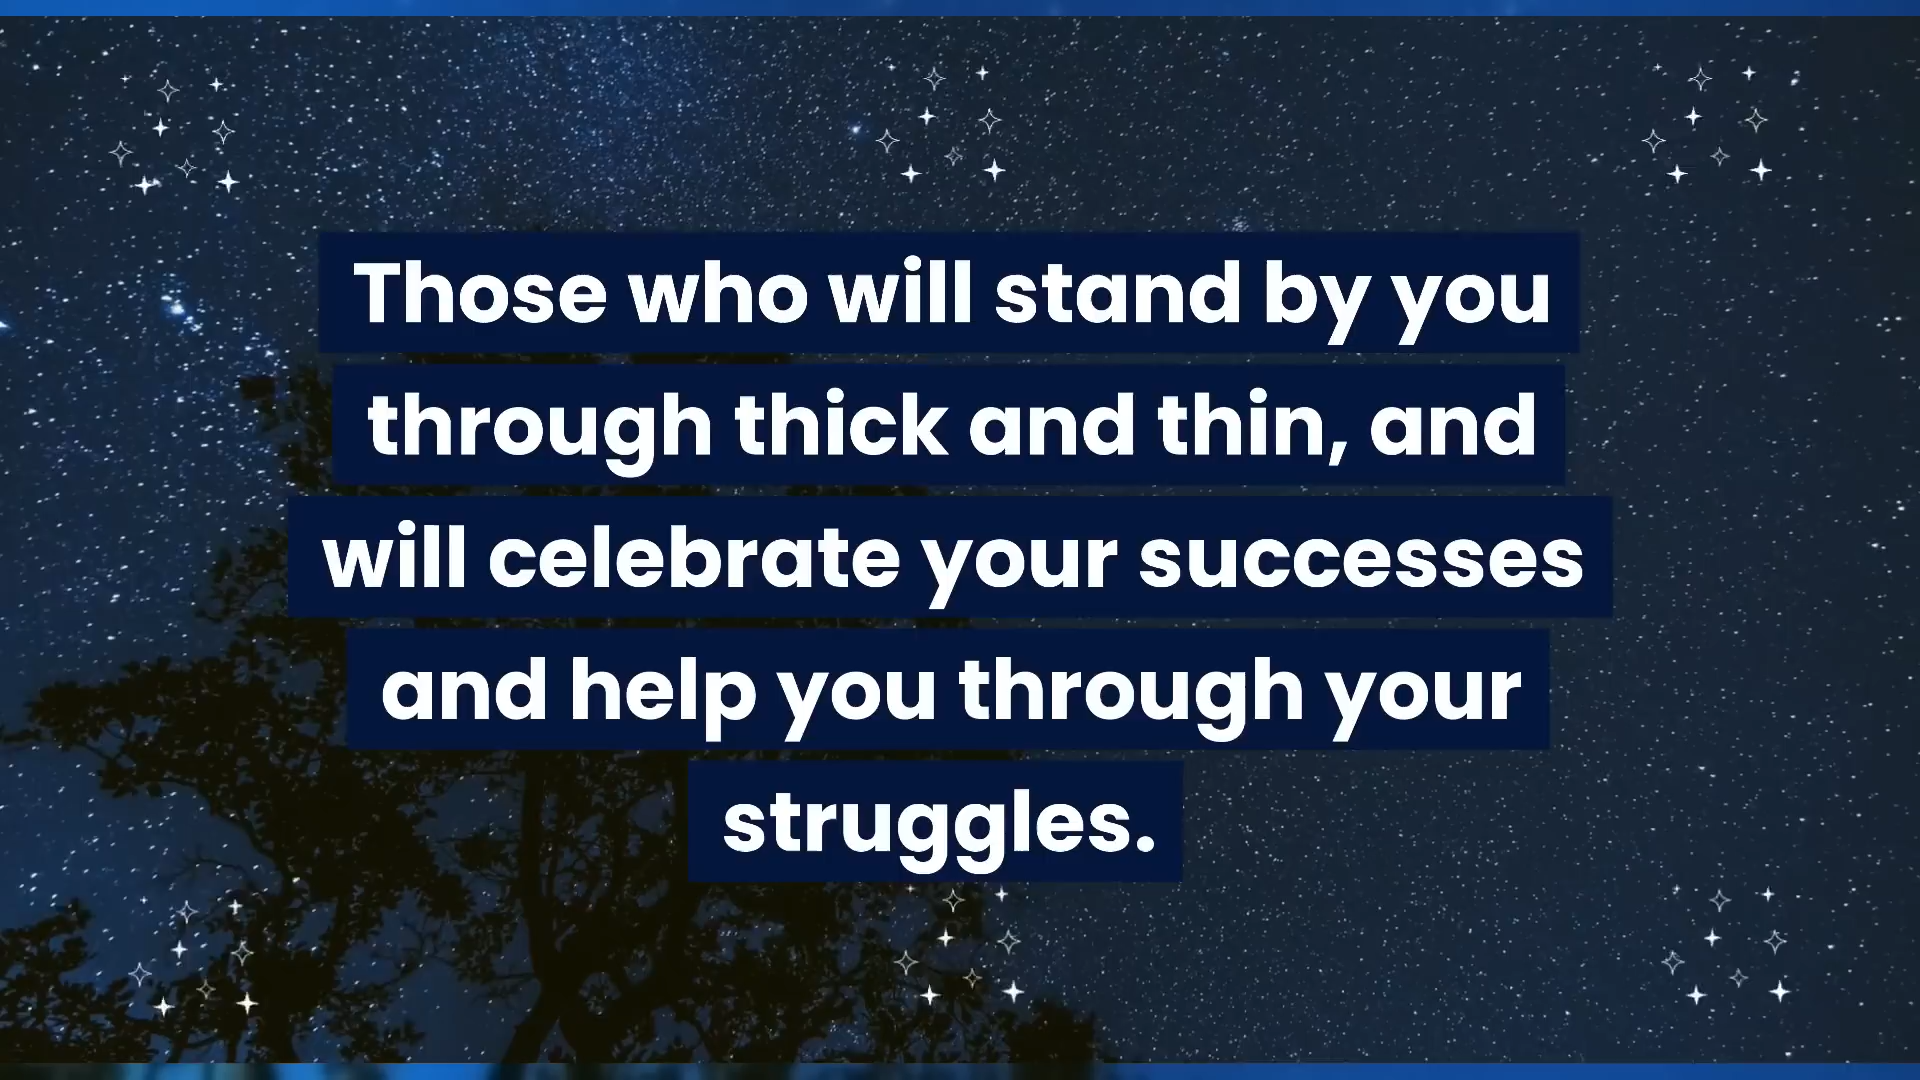 Those who will stand by you
through thick and thin, and
will celebrate your successes
and help you through your
struggles.